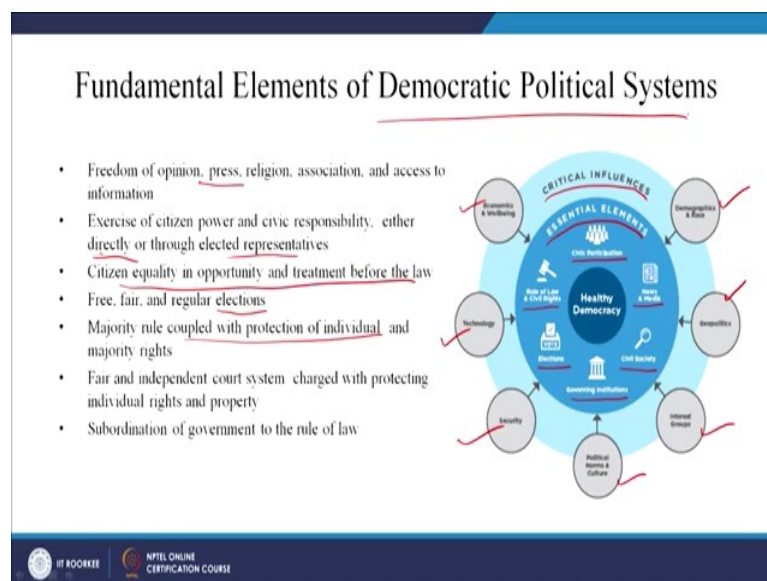 Fundamental Elements of Democratic Political Systems
• Freedom of opinion, press, religion, association, and access to
information
• Exercise of citizen power and civic responsibility, either
directly or through elected representatives
• Citizen equality in opportunity and treatment before the law
• Free, fair, and regular elections
• Majority rule coupled with protection of individual and
majority rights
• Fair and independent court system charged with protecting
individual rights and property
• Subordination of government to the rule of law
CRITICAL INFLUENCES
ESSENTIAL ELEMENTS
Economics
& Wellbeing
Demographics
& Race
Civic Participation
Rule of Law
& Civil Rights
News
& Media
Healthy
Democracy
Technology
Geopolitics
Elections
Civil Society
Governing Institutions
Security
Interest
Groups
Political
Norms &
Culture
IIT ROORKEE
NPTEL ONLINE
CERTIFICATION COURSE